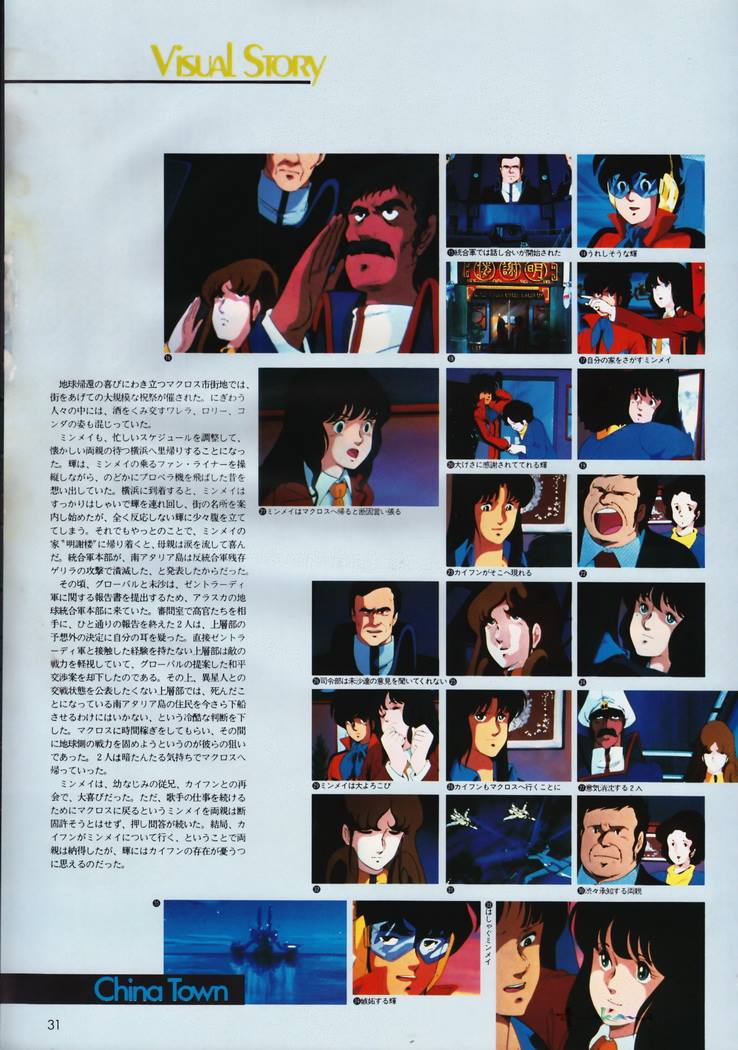 Visual Story
地球帰還の喜びにわき立つマクロス市街地では、
街をあげての大規模な祝祭が催された。にぎわう
人々の中には、酒をくみ交すワレラ、ロリー、コ
ンダの姿も混じっていた。
ミンメイも、忙しいスケジュールを調整して、
懐かしい両親の待つ横浜へ里帰りすることになっ
た。輝は、ミンメイの乗るファン・ライナーを操
縦しながら、のどかにプロペラ機を飛ばした昔を
想い出していた。横浜に到着すると、ミンメイは
すっかりはしゃいで輝を連れ回し、街の名所を案
内し始めたが、全く反応しない輝に少々腹を立て
てしまう。それでもやっとのことで、ミンメイの
家〝明謝楼〟に帰り着くと、母親は涙を流して喜ん
だ。統合軍本部が、南アタリア島は反統合軍残存
ゲリラの攻撃で潰滅した、と発表したからだった。
その頃、グローバルと未沙は、ゼントラーディ
軍に関する報告書を提出するため、アラスカの地
球統合軍本部に来ていた。審問室で高官たちを相
手に、ひと通りの報告を終えた2人は、上層部の
予想外の決定に自分の耳を疑った。直接ゼントラ
ーディ軍と接触した経験を持たない上層部は敵の
戦力を軽視していて、グローバルの提案した和平
交渉案を却下したのである。その上、異星人との
交戦状態を公表したくない上層部では、死んだこ
とになっている南アタリア島の住民を今さら下船
させるわけにはいかない、という冷酷な判断を下
した。マクロスに時間稼ぎをしてもらい、その間
に地球側の戦力を固めようというのが彼らの狙い
であった。2人は暗たんたる気持ちでマクロスへ
帰っていった。
ミンメイは、幼なじみの従兄、カイフンとの再
会で、大喜びだった。ただ、歌手の仕事を続ける
ためにマクロスに戻るというミンメイを両親は断
固許そうとはせず、押し問答が続いた。結局、カ
イフンがミンメイについて行く、ということで両
親は納得したが、輝にはカイフンの存在が憂うつ
に思えるのだった。
⑯
⑮統合軍では話し合いが開始された
⑭うれしそうな輝
明謝楼
⑱
⑰自分の家をさがすミンメイ
㉑ミンメイはマクロスへ帰ると断固言い張る
⑳大げさに感謝されてれる輝
⑲
㉓カイフンがそこへ現れる
㉒
㉖司令部は未沙達の意見を聞いてくれない
㉕
㉔
㉙ミンメイは大よろこび
㉘カイフンもマクロスへ行くことに
㉗意気消沈する2人
㉜
㉛
㉚渋々承知する両親
㉟
㉞嫉妬する輝
㉝はしゃぐミンメイ
China Town
31